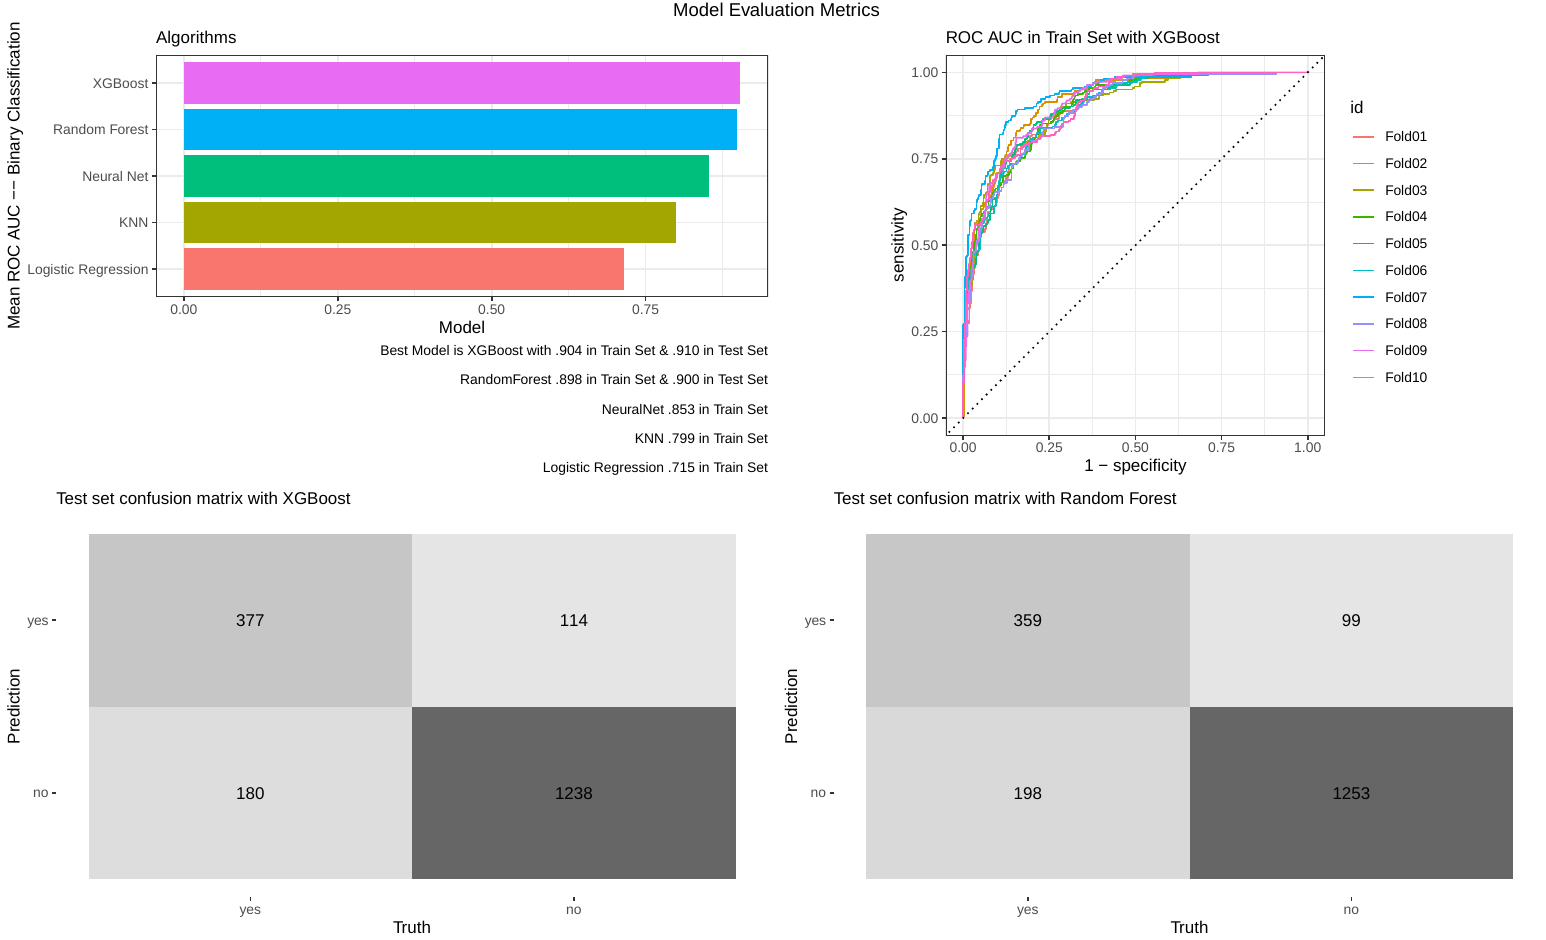 Model Evaluation Metrics
Algorithms
Mean ROC AUC −− Binary Classification
XGBoost
Random Forest
Neural Net
KNN
Logistic Regression
0.00 0.25 0.50 0.75
Model
Best Model is XGBoost with .904 in Train Set & .910 in Test Set
RandomForest .898 in Train Set & .900 in Test Set
NeuralNet .853 in Train Set
KNN .799 in Train Set
Logistic Regression .715 in Train Set
ROC AUC in Train Set with XGBoost
sensitivity
1.00
0.75
0.50
0.25
0.00
0.00 0.25 0.50 0.75 1.00
1 − specificity
id
Fold01
Fold02
Fold03
Fold04
Fold05
Fold06
Fold07
Fold08
Fold09
Fold10
Test set confusion matrix with XGBoost
Prediction
yes
377 114
no
180 1238
yes no
Truth
Test set confusion matrix with Random Forest
Prediction
yes
359 99
no
198 1253
yes no
Truth